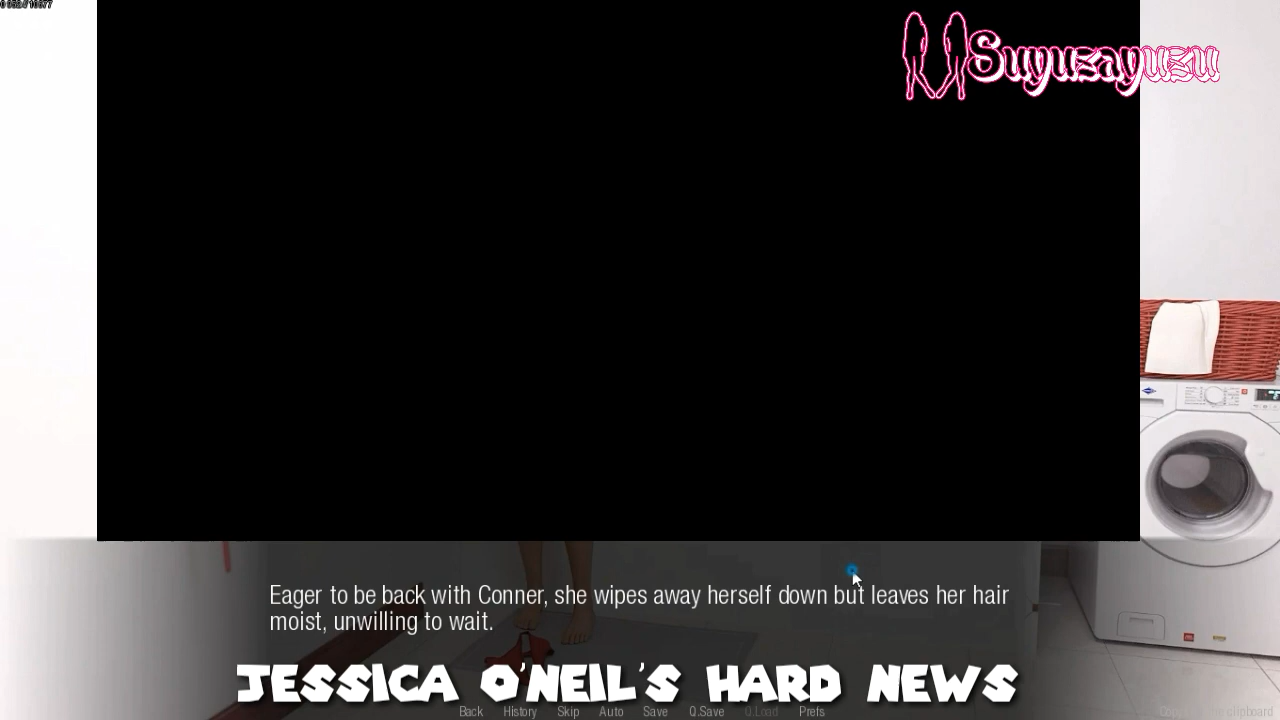 Suyuzayuzu
Eager to be back with Conner, she wipes away herself down but leaves her hair
moist, unwilling to wait.
JESSICA O'NEIL'S HARD NEWS
Back History Skip Auto Save Q.Save Q.Load Prefs
clipboard